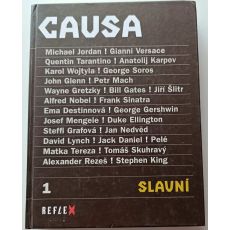 CAUSA
Michael Jordan ! Gianni Versace
Quentin Tarantino ! Anatolij Karpov
Karol Wojtyla ! George Soros
John Glenn ! Petr Mach
Wayne Gretzky ! Bill Gates ! Jiří Šlitr
Alfred Nobel ! Frank Sinatra
Ema Destinnová ! George Gershwin
Josef Mengele ! Duke Ellington
Steffi Grafová ! Jan Nedvěd
David Lynch ! Jack Daniel ! Pelé
Matka Tereza ! Tomáš Skuhravý
Alexander Rezeš ! Stephen King
1 SLAVNÍ
REFLEX